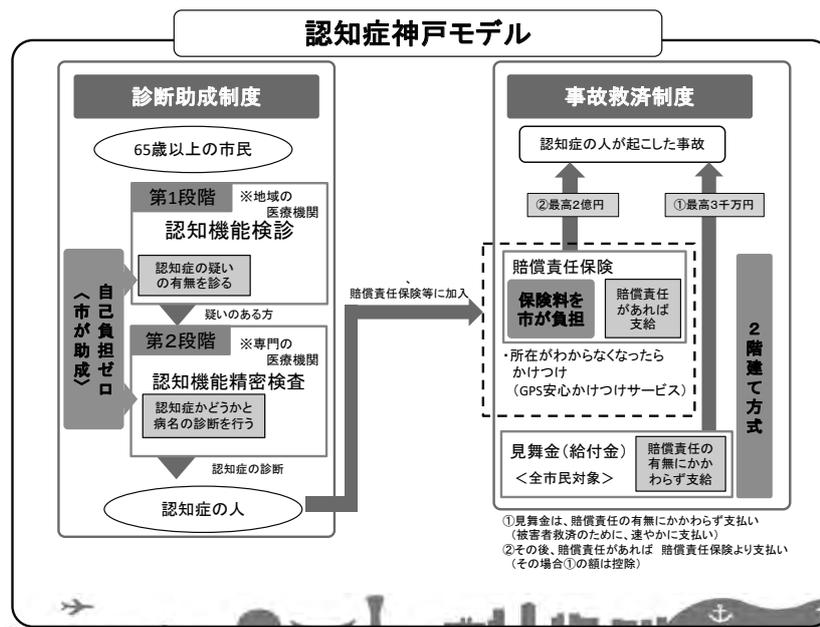 認知症神戸モデル
診断助成制度
65歳以上の市民
第1段階
※地域の
医療機関
認知機能検診
認知症の疑い
の有無を診る
疑いのある方
自己負担ゼロ
〈市が助成〉
第2段階
※専門の
医療機関
認知機能精密検査
認知症かどうかと
病名の診断を行う
認知症の診断
認知症の人
、
賠償責任保険等に加入
事故救済制度
認知症の人が起こした事故
②最高2億円
①最高3千万円
賠償責任保険
保険料を
市が負担
賠償責任
があれば
支給
・所在がわからなくなったら
かけつけ
（GPS安心かけつけサービス）
2階建て方式
見舞金（給付金）
＜全市民対象＞
賠償責任の
有無にかか
わらず支給
①見舞金は、賠償責任の有無にかかわらず支払い
（被害者救済のために、速やかに支払い）
②その後、賠償責任があれば 賠償責任保険より支払い
（その場合①の額は控除）